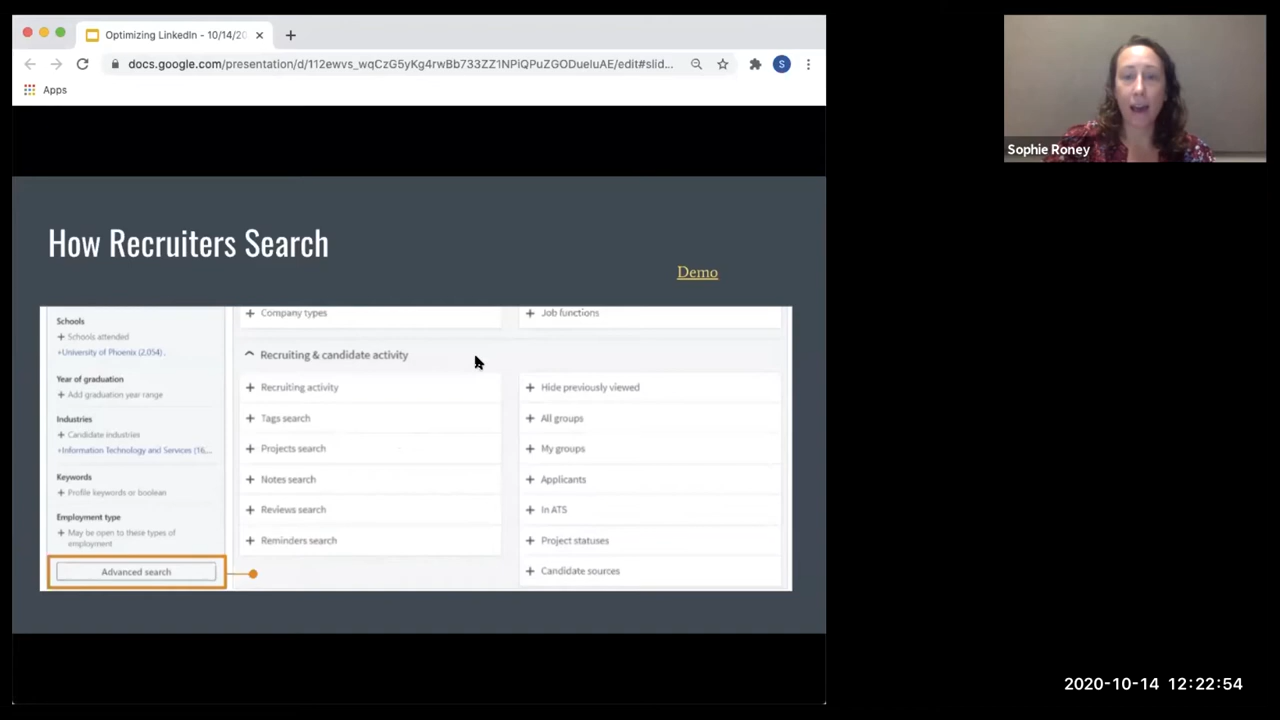 Optimizing LinkedIn - 10/14/20
docs.google.com/presentation/d/112ewvs_wqCzG5yKg4rwBb733ZZ1NPiQPuZGODueluAE/edit#slid...
S
Apps
Sophie Roney
How Recruiters Search
Demo
Schools
+ Schools attended
+University of Phoenix (2,054) ,
Year of graduation
+ Add graduation year range
Industries
+ Candidate industries
+Information Technology and Services (16,...
Keywords
+ Profile keywords or boolean
Employment type
+ May be open to these types of
employment
Advanced search
+ Company types
+ Job functions
Recruiting & candidate activity
+ Recruiting activity
+ Tags search
+ Projects search
+ Notes search
+ Reviews search
+ Reminders search
+ Hide previously viewed
+ All groups
+ My groups
+ Applicants
+ In ATS
+ Project statuses
+ Candidate sources
2020-10-14 12:22:54